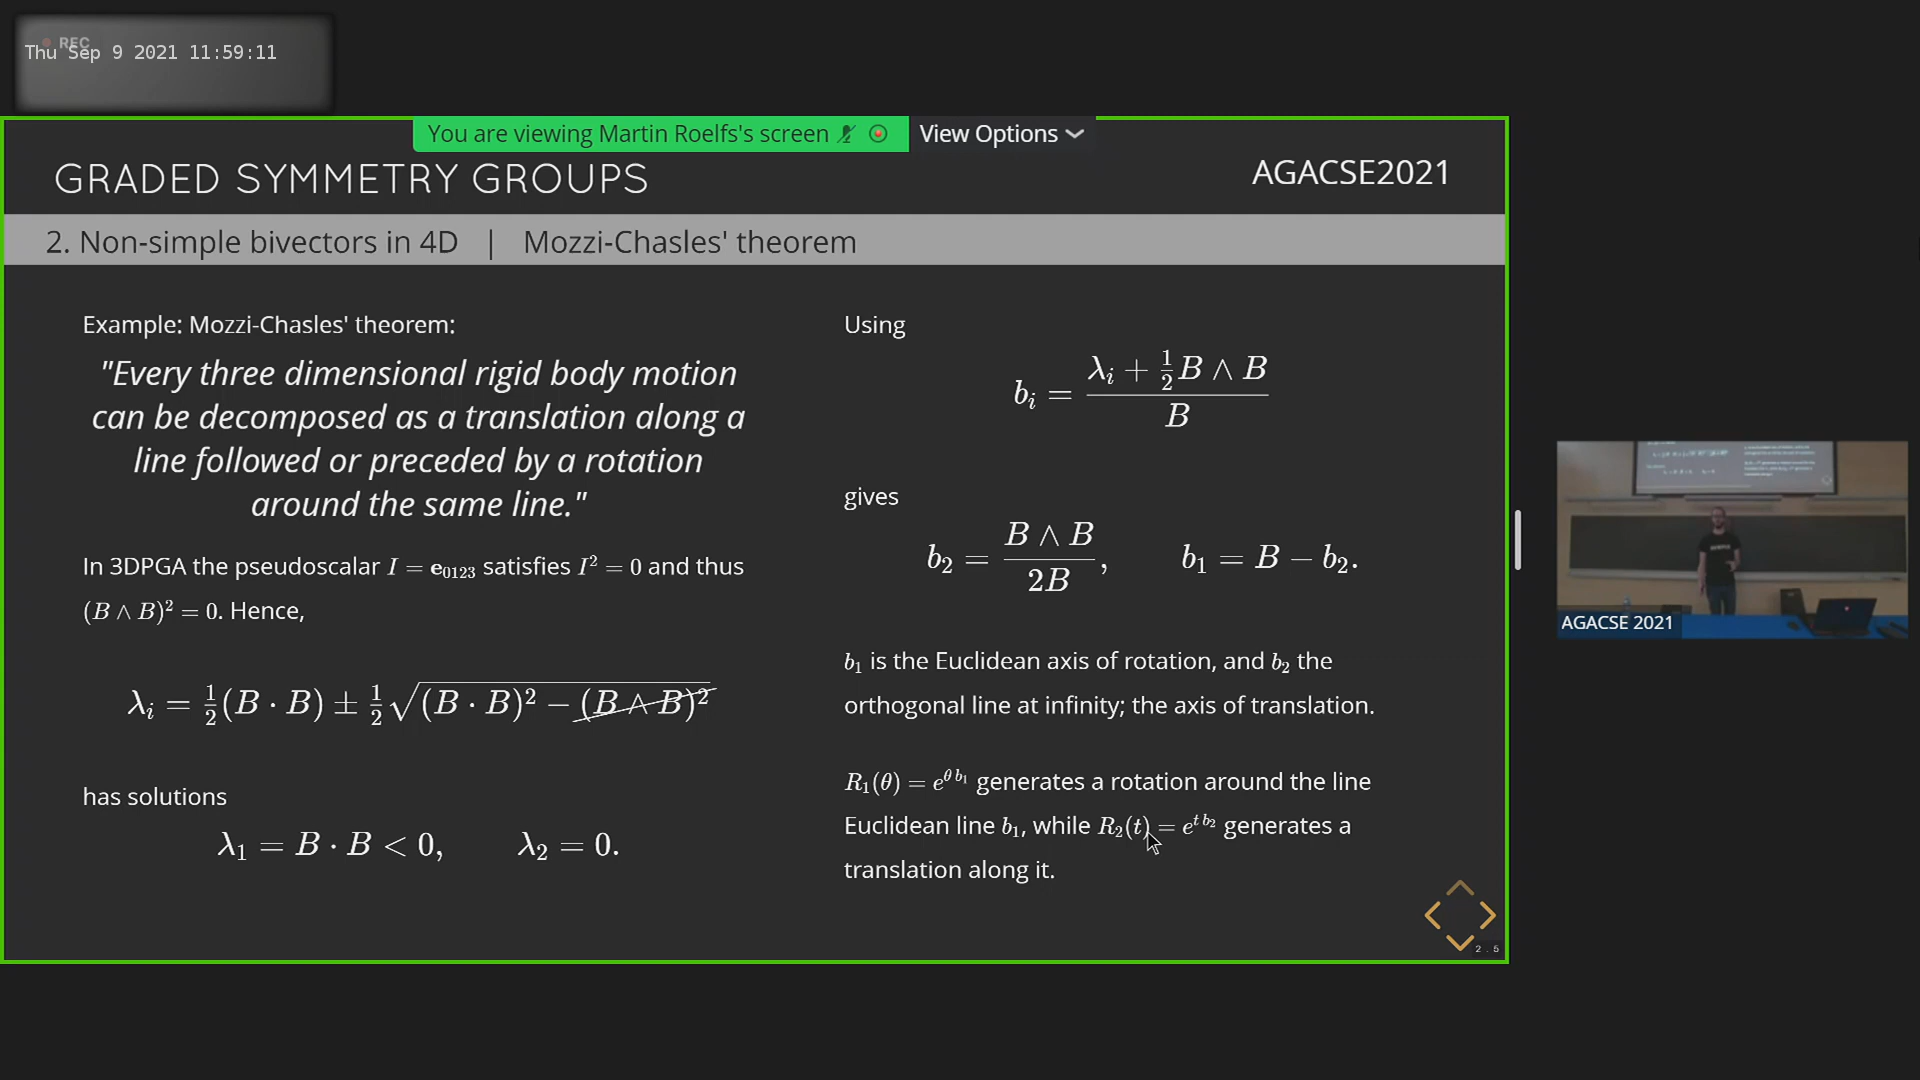 REC
Thu Sep 9 2021 11:59:11
You are viewing Martin Roelfs's screen
View Options
GRADED SYMMETRY GROUPS
AGACSE2021
2. Non-simple bivectors in 4D | Mozzi-Chasles' theorem
Example: Mozzi-Chasles' theorem:
"Every three dimensional rigid body motion
can be decomposed as a translation along a
line followed or preceded by a rotation
around the same line."
In 3DPGA the pseudoscalar I = e₀₁₂₃ satisfies I² = 0 and thus
(B ∧ B)² = 0. Hence,
λᵢ = ½(B · B) ± ½√((B · B)² − (B ∧ B)²)
has solutions
λ₁ = B · B < 0, λ₂ = 0.
Using
bᵢ = (λᵢ + ½B ∧ B) / B
gives
b₂ = (B ∧ B) / 2B, b₁ = B − b₂.
b₁ is the Euclidean axis of rotation, and b₂ the
orthogonal line at infinity; the axis of translation.
R₁(θ) = e^{θ b₁} generates a rotation around the line
Euclidean line b₁, while R₂(t) = e^{t b₂} generates a
translation along it.
2.5
AGACSE 2021